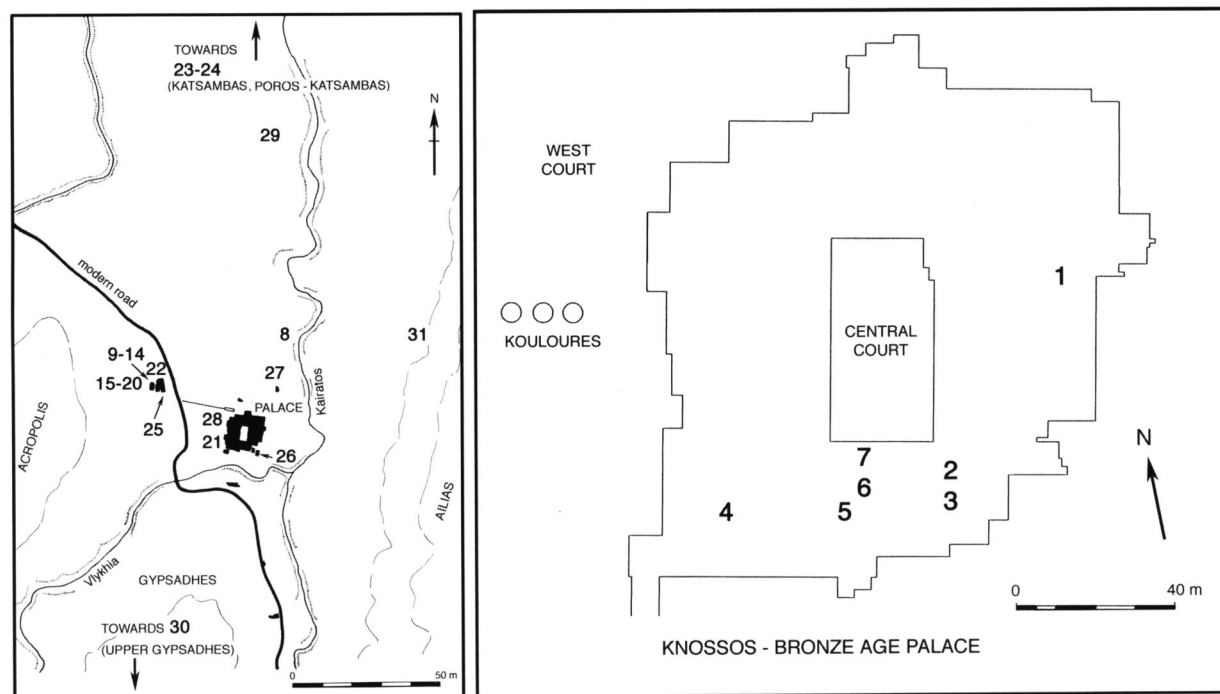 TOWARDS
23-24
(KATSAMBAS, POROS - KATSAMBAS)
N
29
modern road
8
31
9-14
22
15-20
27
Kairatos
PALACE
28
25
21
26
ACROPOLIS
AILIAS
Vlykhia
GYPSADHES
TOWARDS 30
(UPPER GYPSADHES)
0 50 m
WEST
COURT
1
KOULOURES
CENTRAL
COURT
7
2
N
6
3
4
5
0 40 m
KNOSSOS - BRONZE AGE PALACE